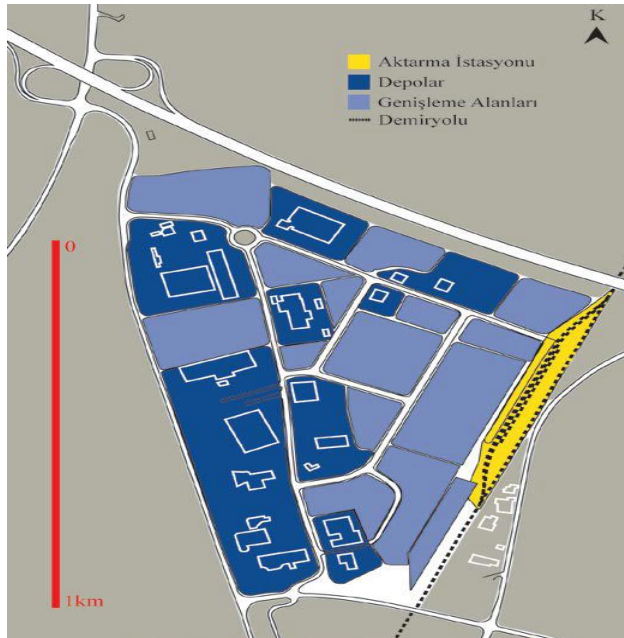 K
Aktarma İstasyonu
Depolar
Genişleme Alanları
Demiryolu
0
1km